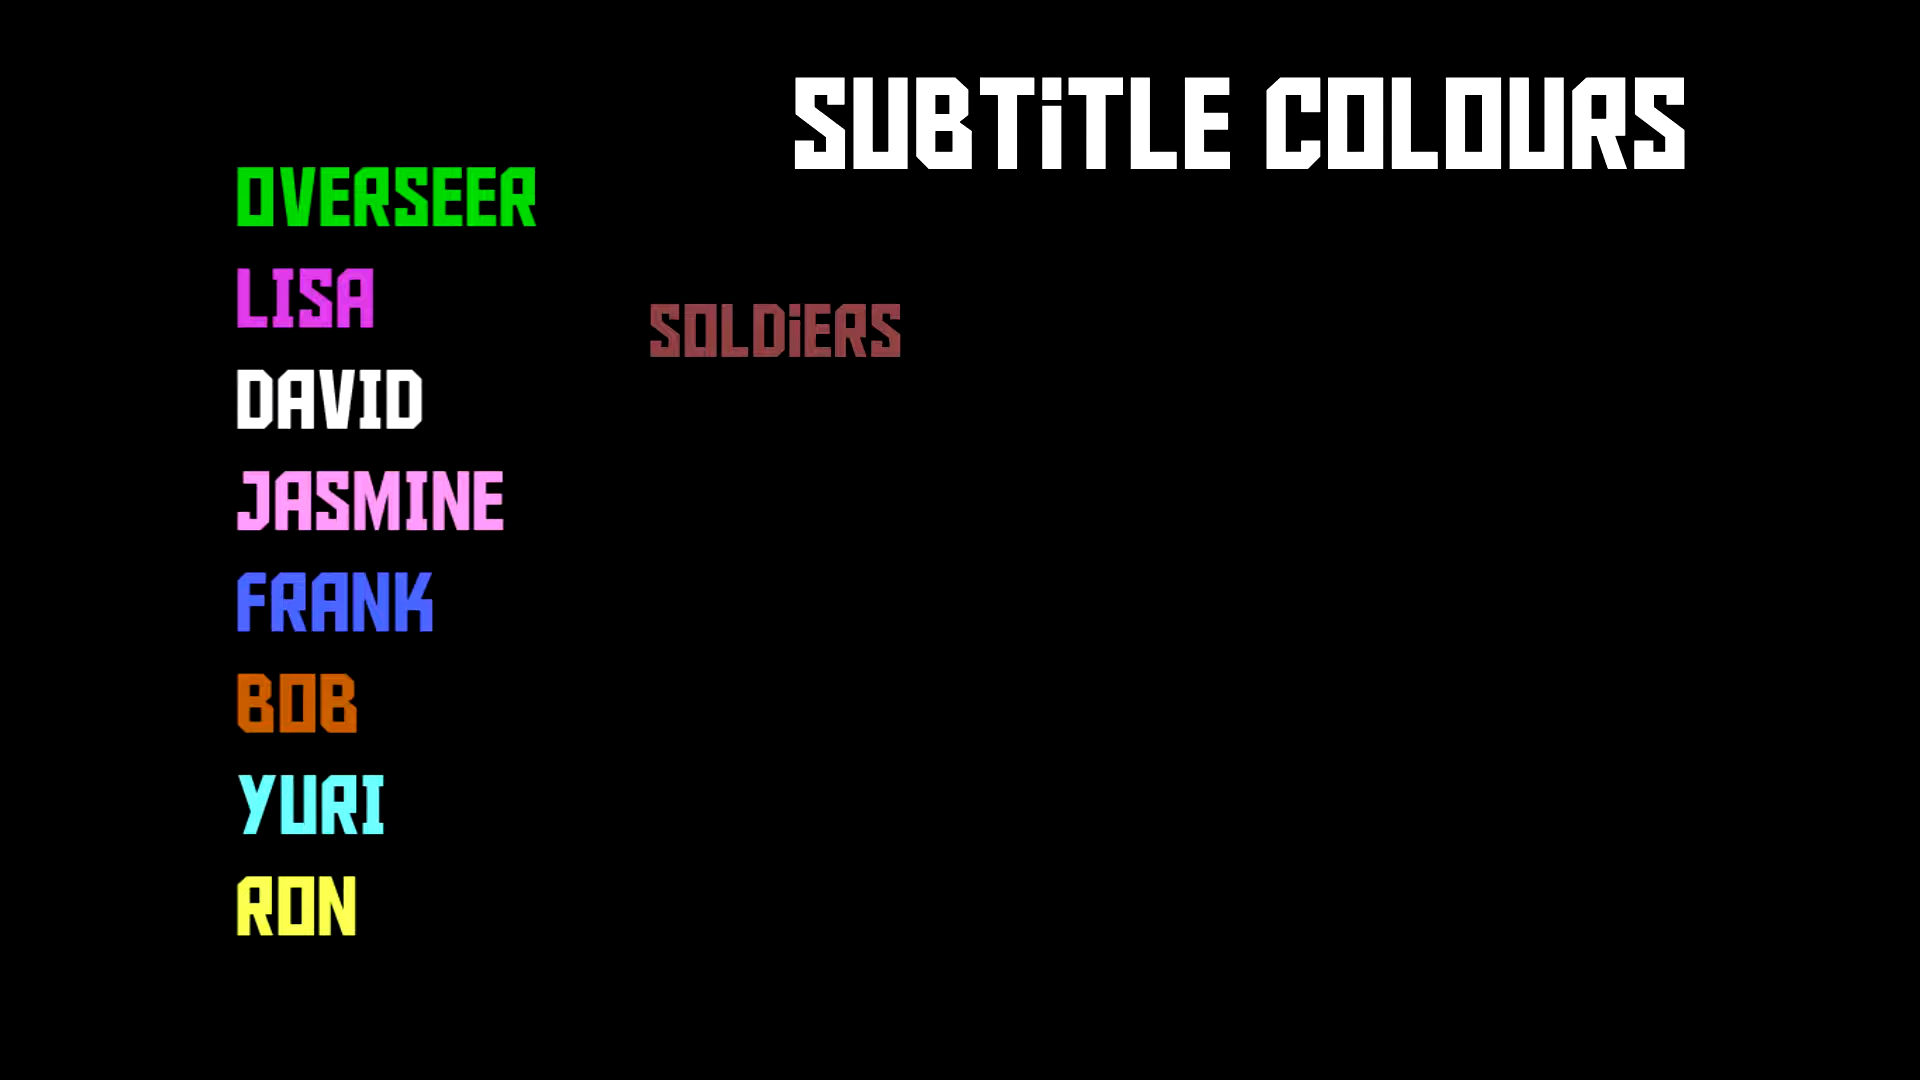 SUBTiTLE COLOURS
OVERSEER
LISA
DAVID
JASMINE
FRANK
BOB
YURI
RON
SOLDiERS